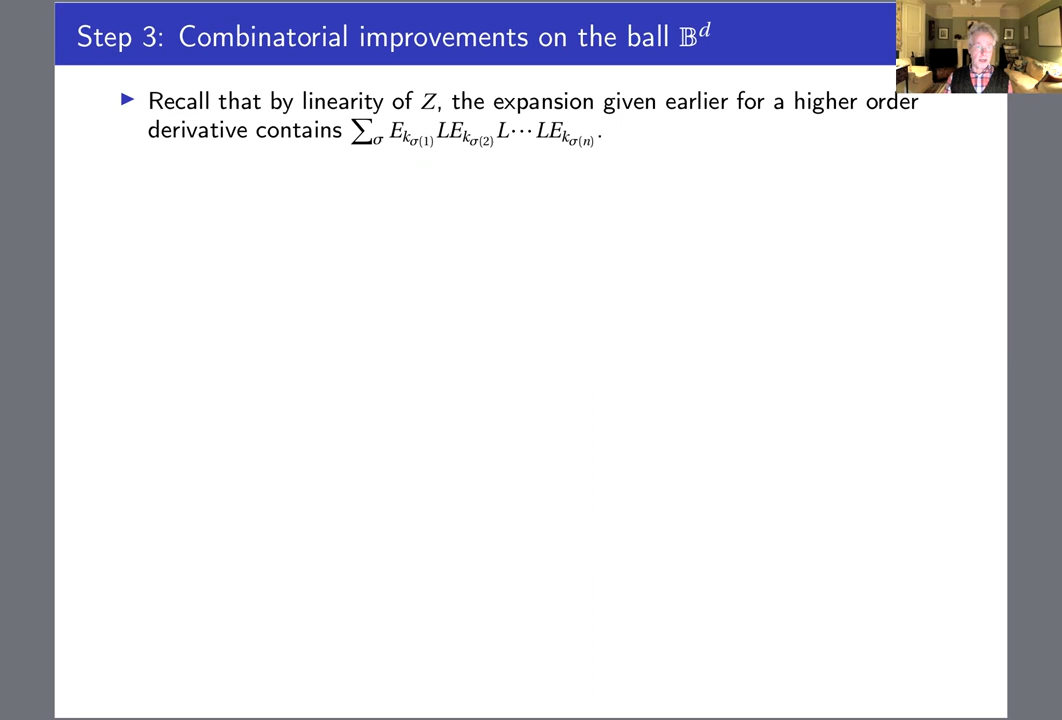 Step 3: Combinatorial improvements on the ball 𝔹^d
▶ Recall that by linearity of Z, the expansion given earlier for a higher order
derivative contains ∑_σ E_{k_{σ(1)}} L E_{k_{σ(2)}} L ⋯ L E_{k_{σ(n)}}.